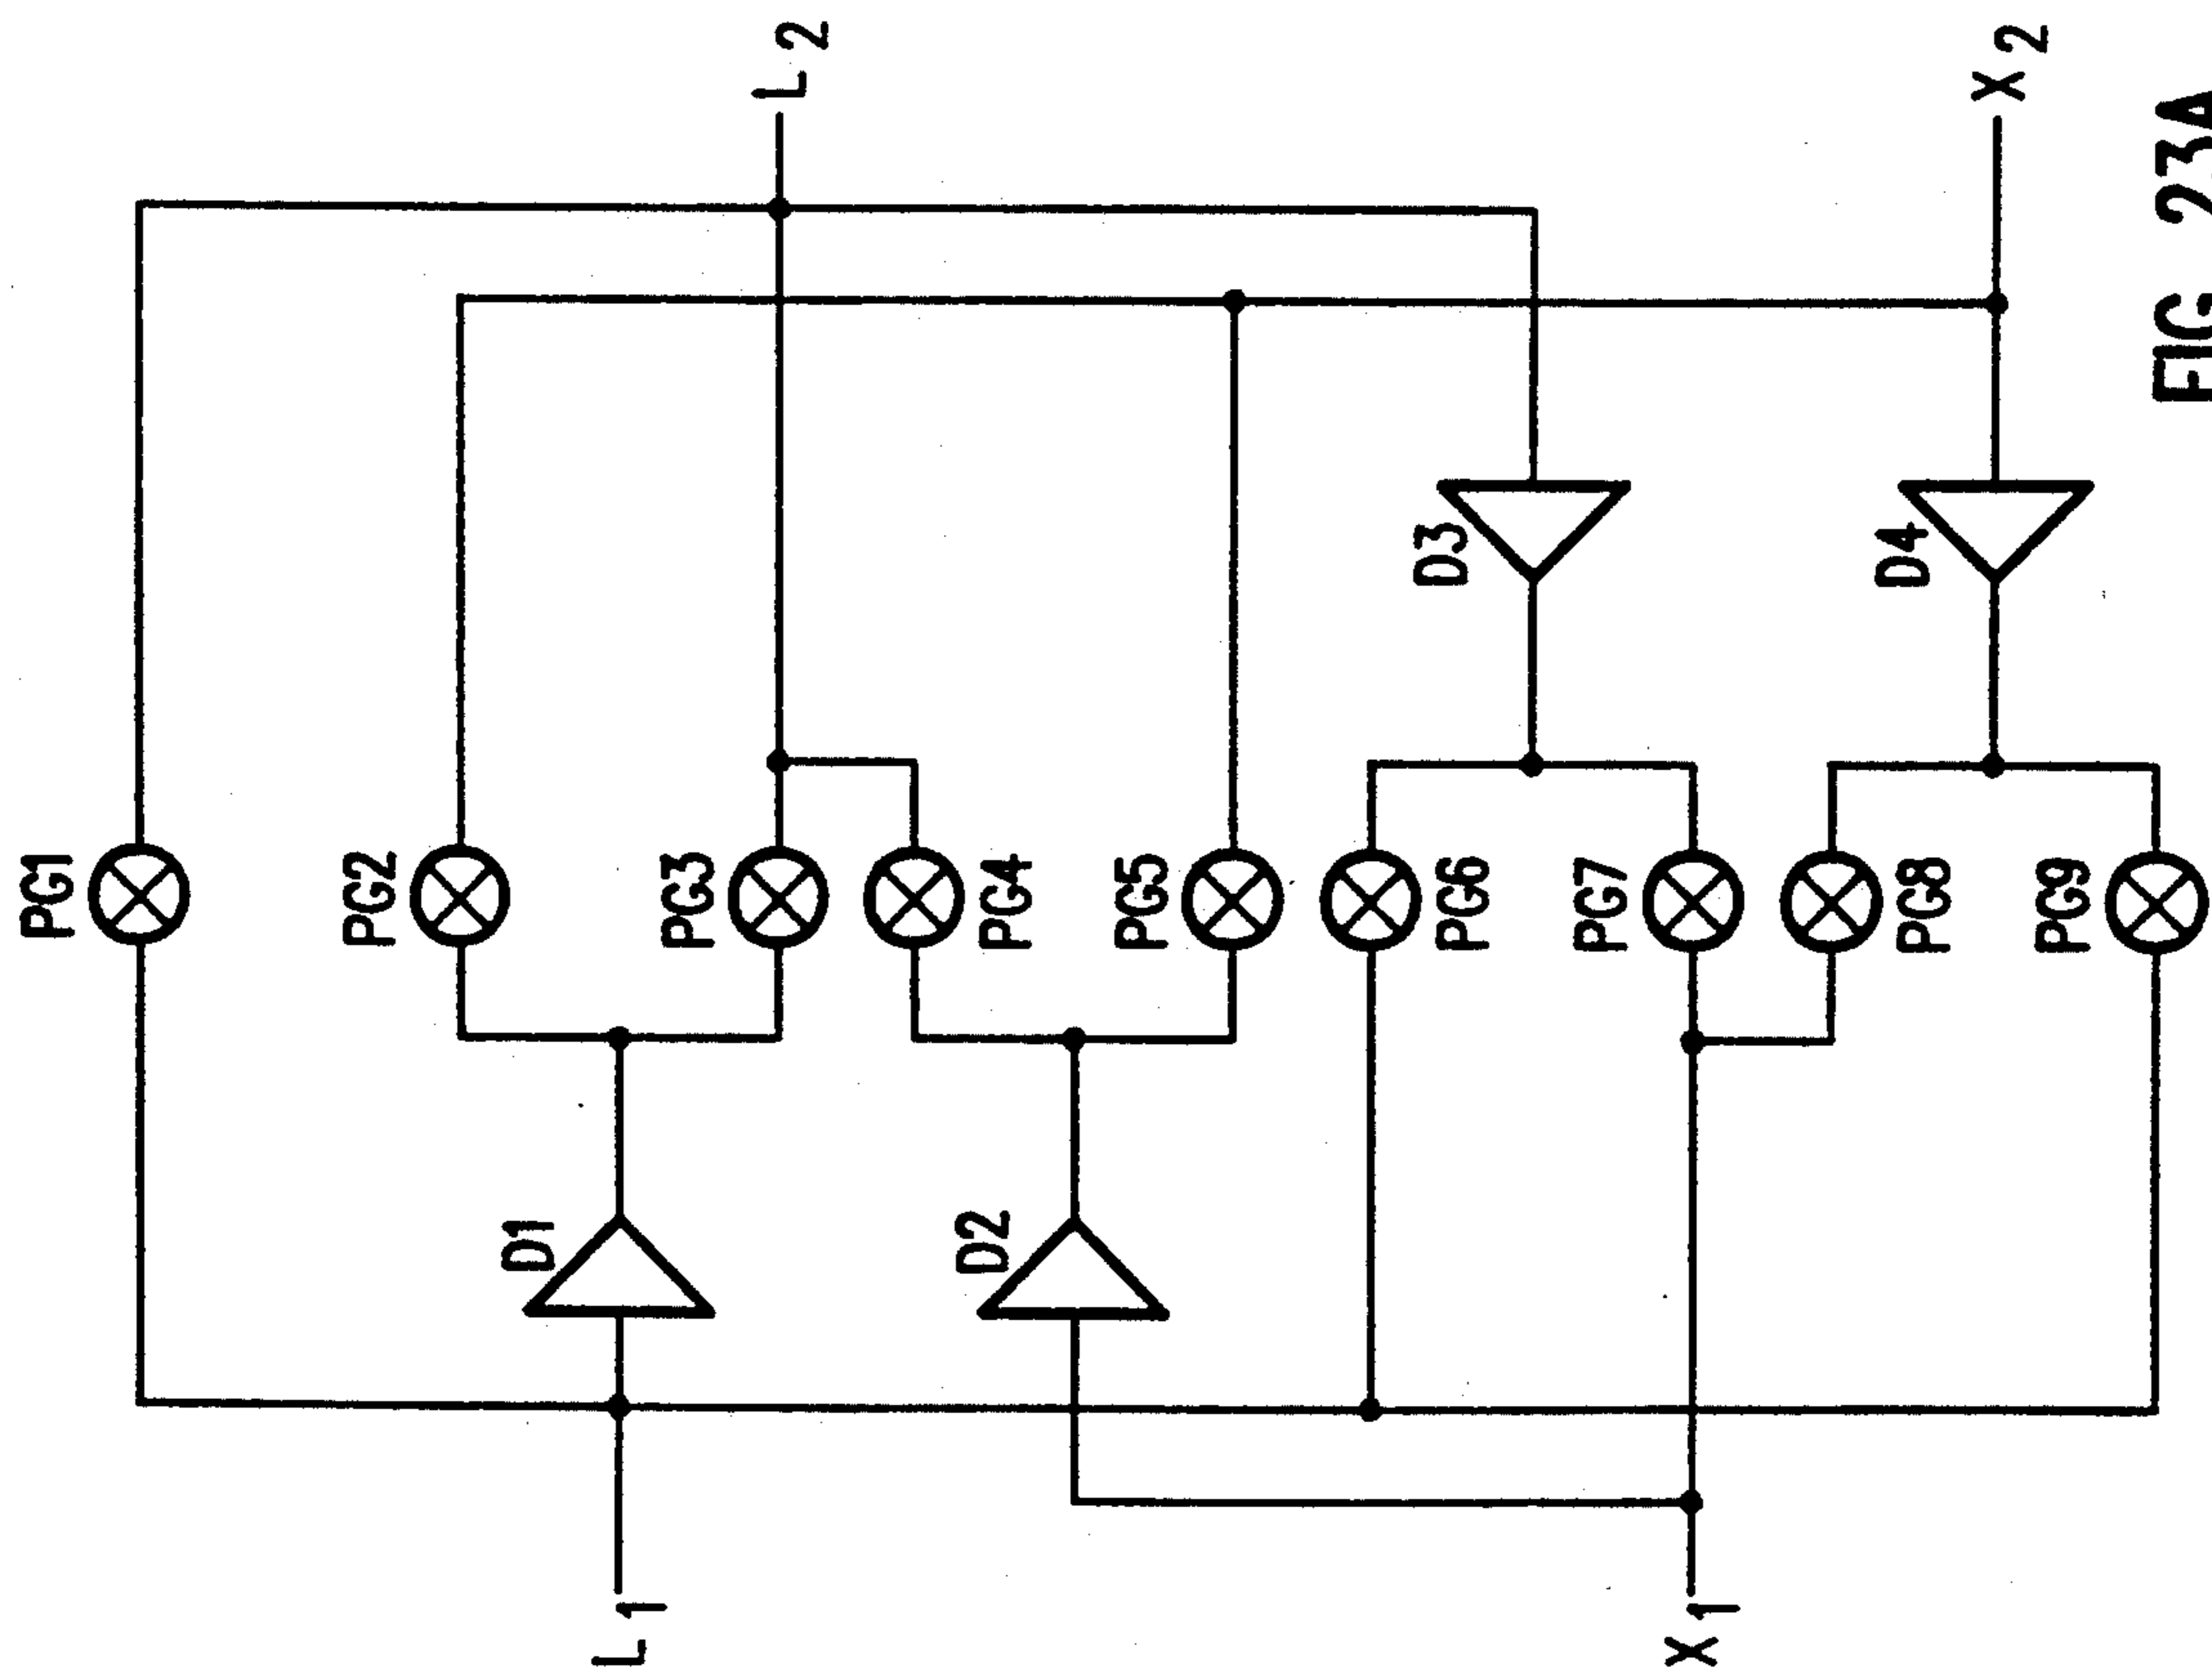 PG1
PG2
D1
L1
PG3
L2
PG4
D2
PG5
PG6
D3
PG7
X1
PG8
D4
X2
PG9
FIG 23A